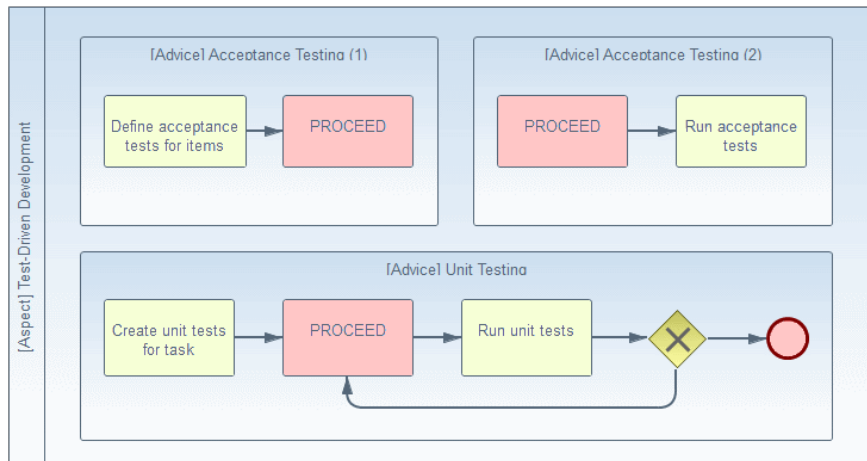 [Aspect] Test-Driven Development
[Advice] Acceptance Testing (1)
Define acceptance
tests for items
PROCEED
[Advice] Acceptance Testing (2)
PROCEED
Run acceptance
tests
[Advice] Unit Testing
Create unit tests
for task
PROCEED
Run unit tests